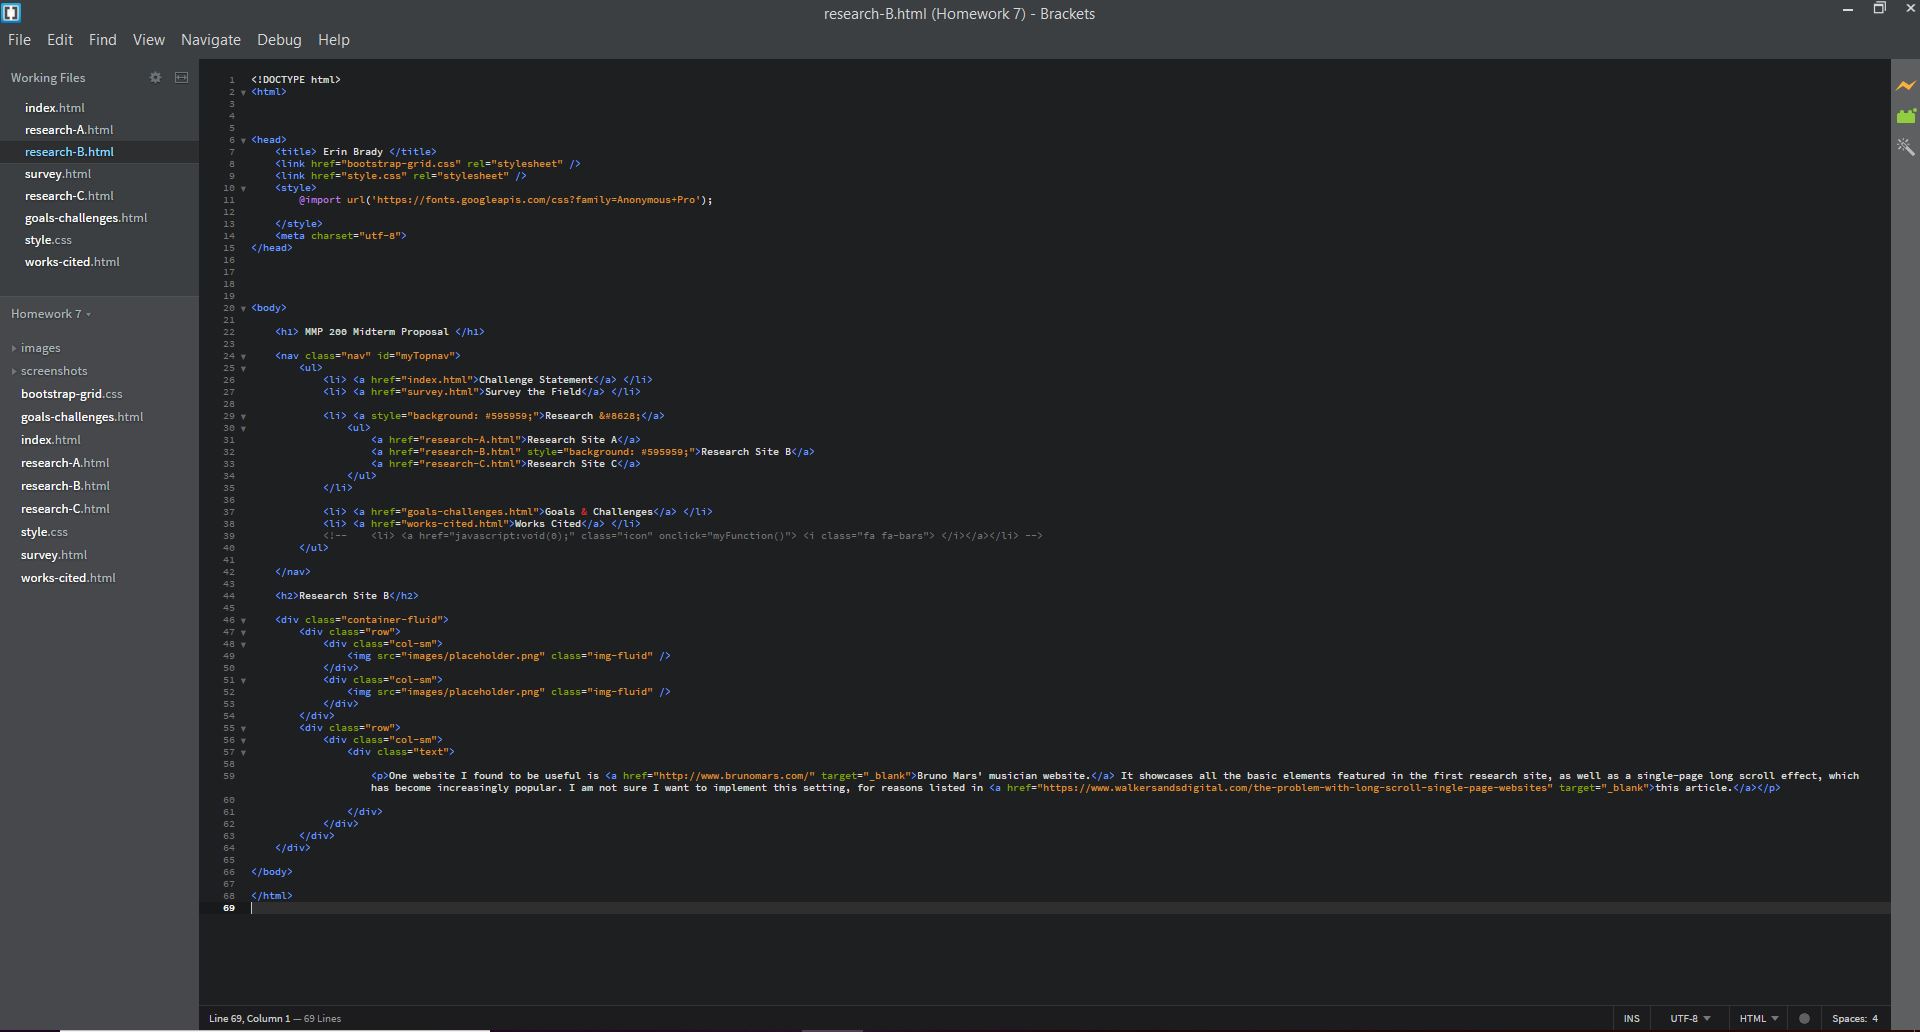 research-B.html (Homework 7) - Brackets
File Edit Find View Navigate Debug Help
Working Files
index.html
research-A.html
research-B.html
survey.html
research-C.html
goals-challenges.html
style.css
works-cited.html
Homework 7
images
screenshots
bootstrap-grid.css
goals-challenges.html
index.html
research-A.html
research-B.html
research-C.html
style.css
survey.html
works-cited.html
1 <!DOCTYPE html>
2 <html>
3
4
5
6 <head>
7 <title> Erin Brady </title>
8 <link href="bootstrap-grid.css" rel="stylesheet" />
9 <link href="style.css" rel="stylesheet" />
10 <style>
11 @import url('https://fonts.googleapis.com/css?family=Anonymous+Pro');
12
13 </style>
14 <meta charset="utf-8">
15 </head>
16
17
18
19
20 <body>
21
22 <h1> MMP 200 Midterm Proposal </h1>
23
24 <nav class="nav" id="myTopnav">
25 <ul>
26 <li> <a href="index.html">Challenge Statement</a> </li>
27 <li> <a href="survey.html">Survey the Field</a> </li>
28
29 <li> <a style="background: #595959;">Research &#8628;</a>
30 <ul>
31 <a href="research-A.html">Research Site A</a>
32 <a href="research-B.html" style="background: #595959;">Research Site B</a>
33 <a href="research-C.html">Research Site C</a>
34 </ul>
35 </li>
36
37 <li> <a href="goals-challenges.html">Goals & Challenges</a> </li>
38 <li> <a href="works-cited.html">Works Cited</a> </li>
39 <!-- <li> <a href="javascript:void(0);" class="icon" onclick="myFunction()"> <i class="fa fa-bars"> </i></a></li> -->
40 </ul>
41
42 </nav>
43
44 <h2>Research Site B</h2>
45
46 <div class="container-fluid">
47 <div class="row">
48 <div class="col-sm">
49 <img src="images/placeholder.png" class="img-fluid" />
50 </div>
51 <div class="col-sm">
52 <img src="images/placeholder.png" class="img-fluid" />
53 </div>
54 </div>
55 <div class="row">
56 <div class="col-sm">
57 <div class="text">
58
59 <p>One website I found to be useful is <a href="http://www.brunomars.com/" target="_blank">Bruno Mars' musician website.</a> It showcases all the basic elements featured in the first research site, as well as a single-page long scroll effect, which
has become increasingly popular. I am not sure I want to implement this setting, for reasons listed in <a href="https://www.walkersandsdigital.com/the-problem-with-long-scroll-single-page-websites" target="_blank">this article.</a></p>
60
61 </div>
62 </div>
63 </div>
64 </div>
65
66 </body>
67
68 </html>
69
Line 69, Column 1 — 69 Lines
INS UTF-8 HTML Spaces: 4